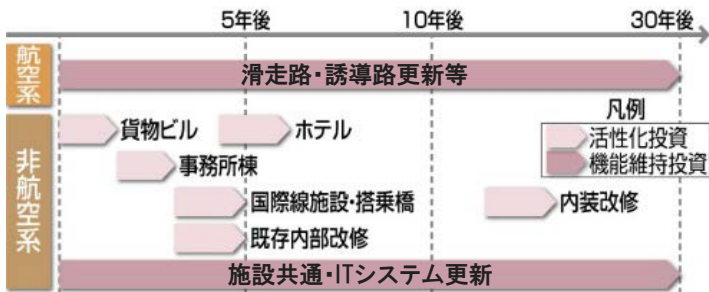 5年後 10年後 30年後
航空系
滑走路・誘導路更新等
凡例
活性化投資
機能維持投資
非航空系
貨物ビル
ホテル
事務所棟
国際線施設・搭乗橋
内装改修
既存内部改修
施設共通・ITシステム更新